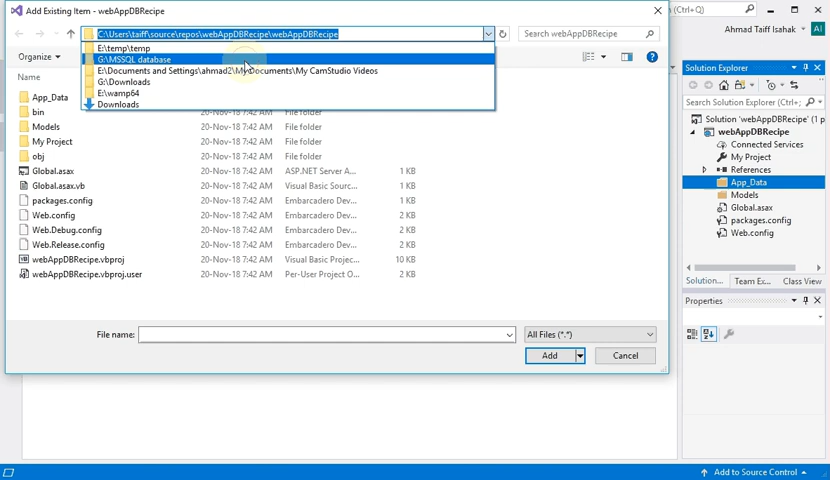 Add Existing Item - webAppDBRecipe
C:\Users\taiff\source\repos\webAppDBRecipe\webAppDBRecipe
Search webAppDBRecipe
E:\temp\temp
G:\MSSQL database
E:\Documents and Settings\ahmad2\My Documents\My CamStudio Videos
G:\Downloads
E:\wamp64
Downloads
Organize
Name
App_Data
bin 20-Nov-18 7:42 AM File folder
Models 20-Nov-18 7:42 AM File folder
My Project 20-Nov-18 7:42 AM File folder
obj 20-Nov-18 7:42 AM File folder
Global.asax 20-Nov-18 7:42 AM ASP.NET Server A... 1 KB
Global.asax.vb 20-Nov-18 7:42 AM Visual Basic Sourc... 1 KB
packages.config 20-Nov-18 7:42 AM Embarcadero Dev... 1 KB
Web.config 20-Nov-18 7:42 AM Embarcadero Dev... 2 KB
Web.Debug.config 20-Nov-18 7:42 AM Embarcadero Dev... 2 KB
Web.Release.config 20-Nov-18 7:42 AM Embarcadero Dev... 2 KB
webAppDBRecipe.vbproj 20-Nov-18 7:42 AM Visual Basic Projec... 10 KB
webAppDBRecipe.vbproj.user 20-Nov-18 7:42 AM Per-User Project O... 2 KB
File name:
All Files (*.*)
Add
Cancel
(Ctrl+Q)
Ahmad Taiff Isahak
AI
Solution Explorer
Search Solution Explorer (Ctrl+;
Solution 'webAppDBRecipe' (1 p
webAppDBRecipe
Connected Services
My Project
References
App_Data
Models
Global.asax
packages.config
Web.config
Solution...
Team Ex...
Class View
Properties
Add to Source Control